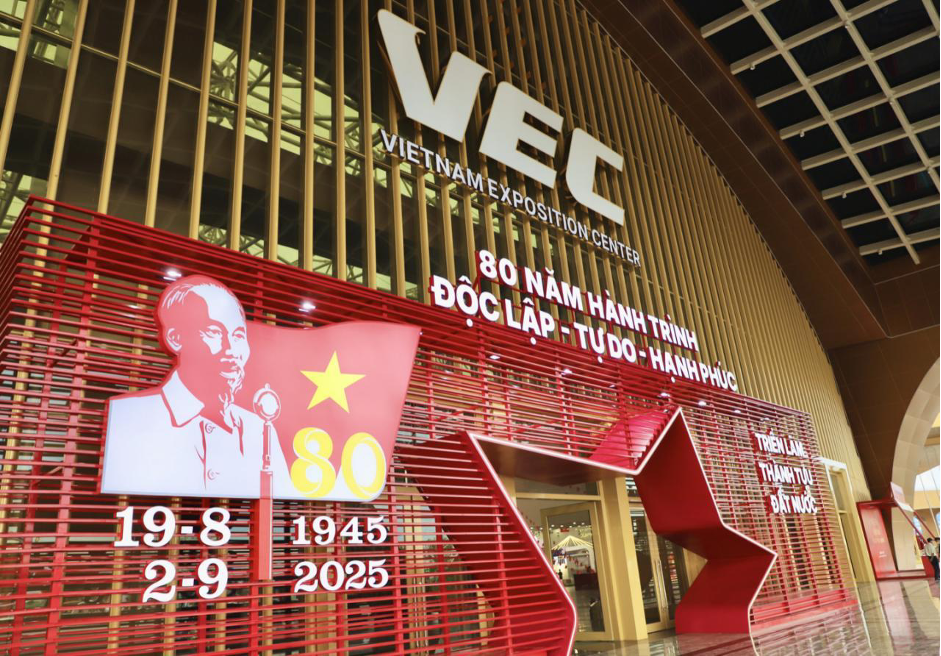 VEC
VIETNAM EXPOSITION CENTER
80 NĂM HÀNH TRÌNH
ĐỘC LẬP - TỰ DO - HẠNH PHÚC
80
19-8 1945
2-9 2025
TRIỂN LÃM
THÀNH TỰU
ĐẤT NƯỚC